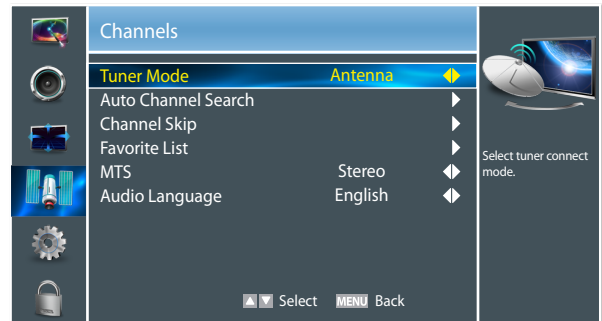 Channels
Tuner Mode Antenna
Auto Channel Search
Channel Skip
Favorite List
MTS Stereo
Audio Language English
Select tuner connect
mode.
Select MENU Back